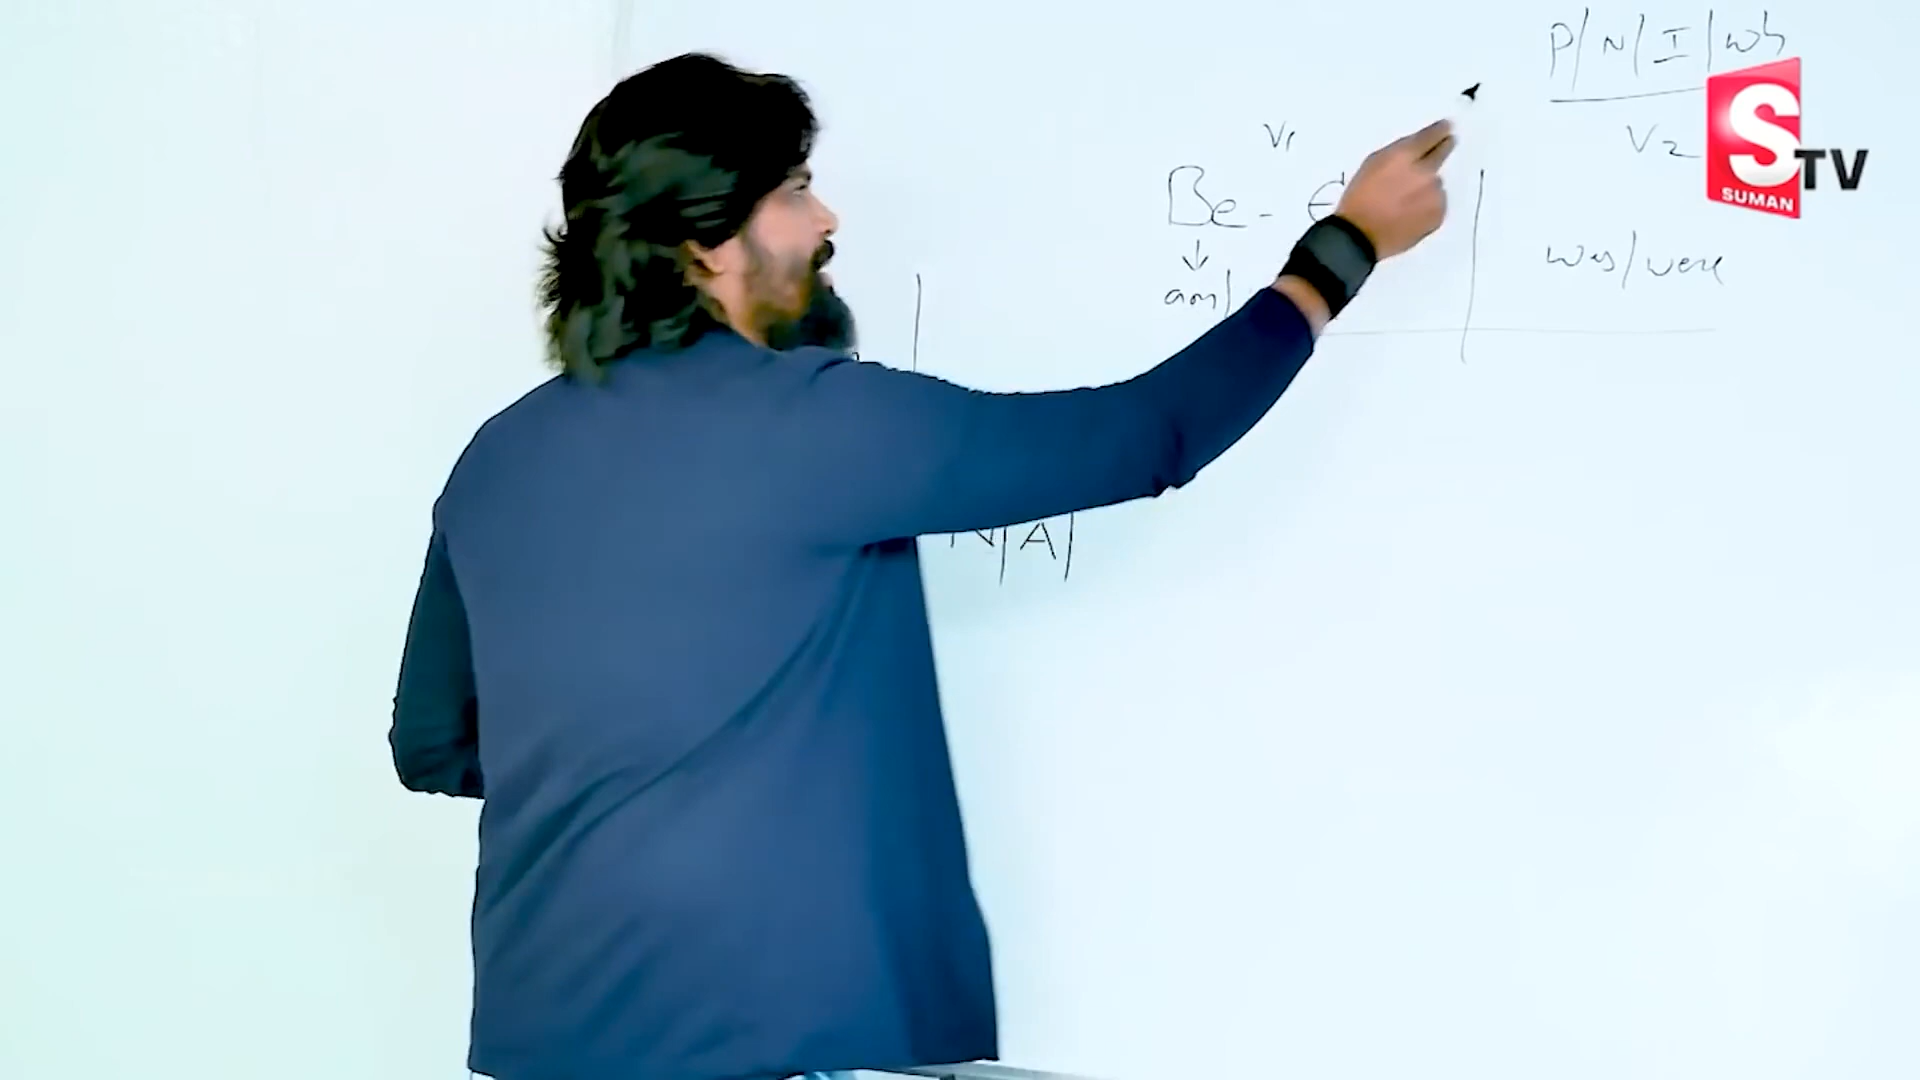 P/N/I/Wh
V1
V2
Be -
was/were
am/
N/A/
S
TV
SUMAN